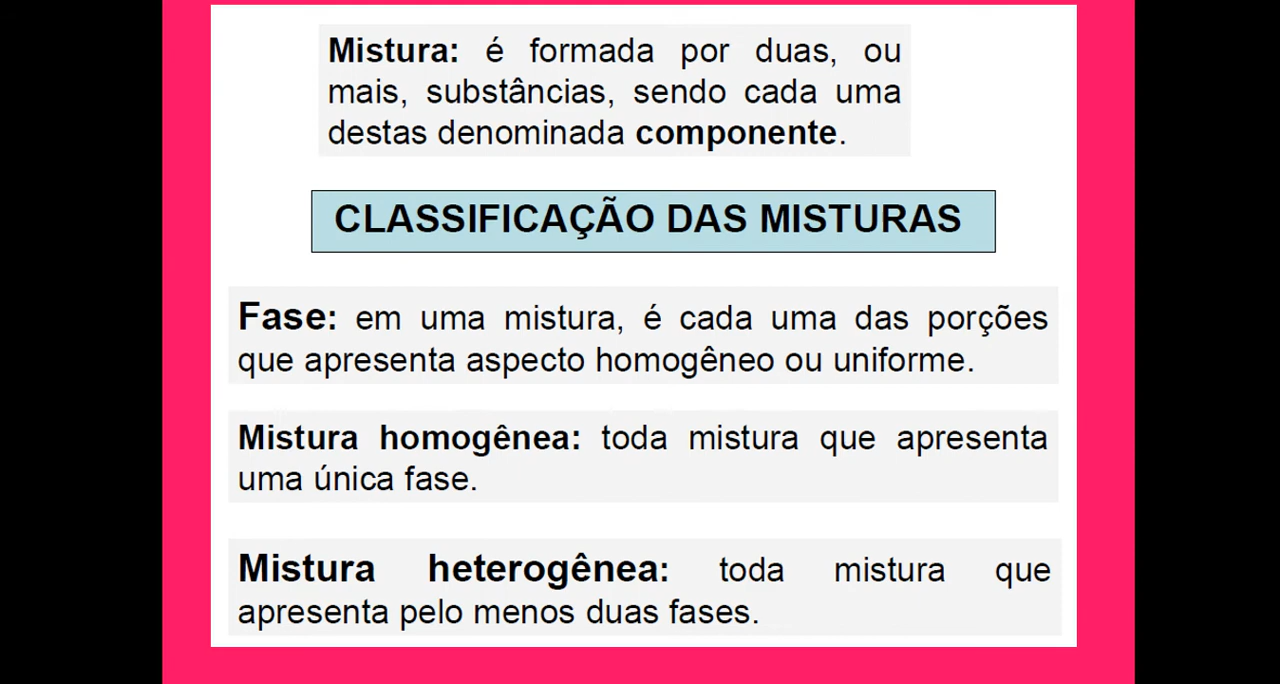 Mistura: é formada por duas, ou
mais, substâncias, sendo cada uma
destas denominada componente.
CLASSIFICAÇÃO DAS MISTURAS
Fase: em uma mistura, é cada uma das porções
que apresenta aspecto homogêneo ou uniforme.
Mistura homogênea: toda mistura que apresenta
uma única fase.
Mistura heterogênea: toda mistura que
apresenta pelo menos duas fases.